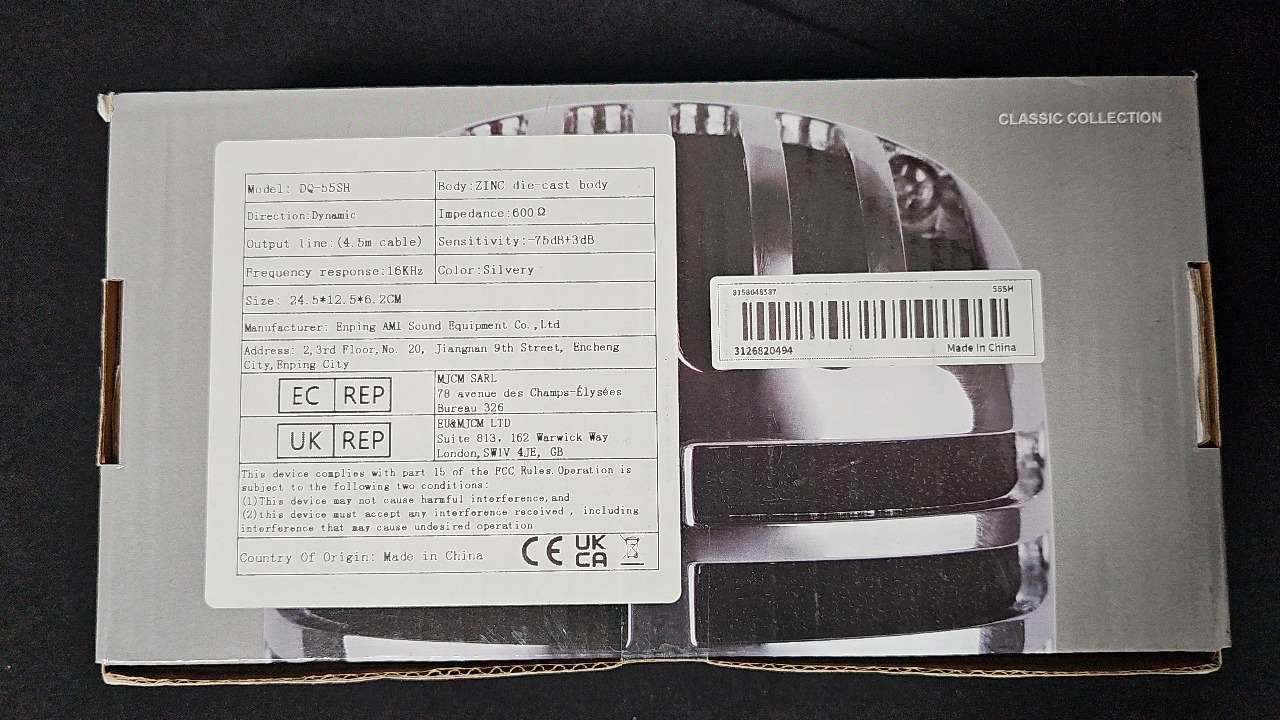 CLASSIC COLLECTION
Model: DQ-55SH
Body:ZINC die-cast body
Direction:Dynamic
Impedance:600Ω
Output line:(4.5m cable)
Sensitivity:-75dB+3dB
Frequency response:16KHz
Color:Silvery
Size: 24.5*12.5*6.2CM
Manufacturer: Enping AMI Sound Equipment Co.,Ltd
Address: 2,3rd Floor,No. 20, Jiangnan 9th Street, Encheng
City,Enping City
EC REP
MJCM SARL
78 avenue des Champs-Élysées
Bureau 326
UK REP
EU&MJCM LTD
Suite 813, 162 Warwick Way
London,SW1V 4JE, GB
This device complies with part 15 of the FCC Rules.Operation is
subject to the following two conditions:
(1)This device may not cause harmful interference,and
(2)this device must accept any interference received, including
interference that may cause undesired operation
Country Of Origin: Made in China
CE UK
CA
8158048587 55SH
3126820494 Made In China